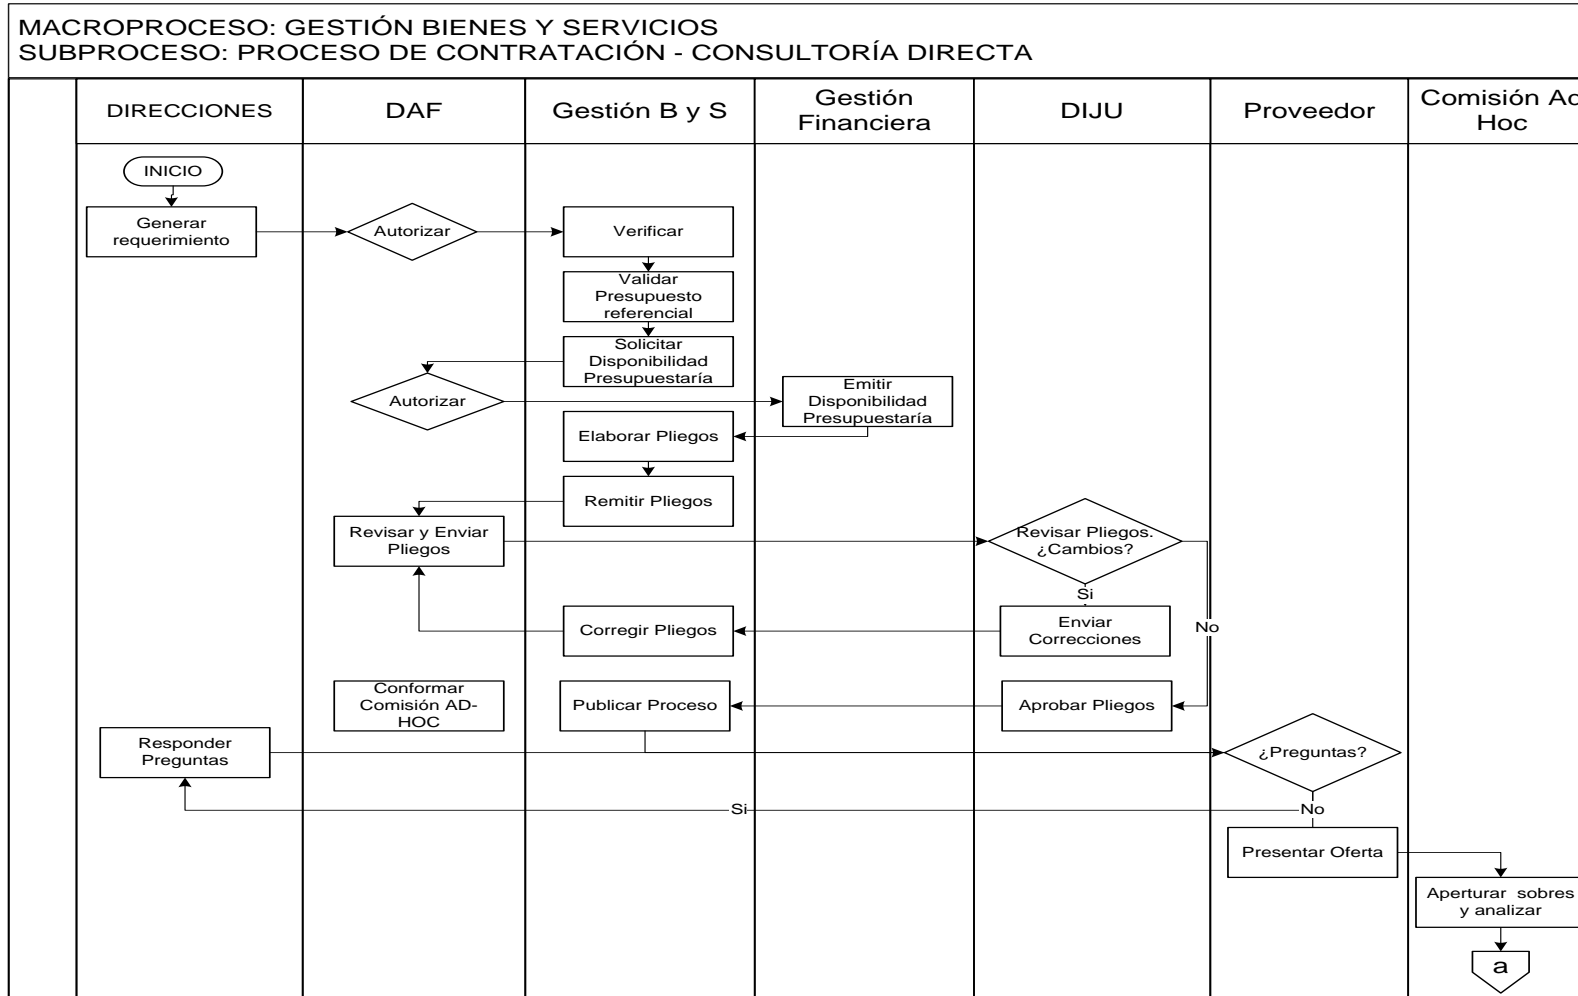 MACROPROCESO: GESTIÓN BIENES Y SERVICIOS
SUBPROCESO: PROCESO DE CONTRATACIÓN - CONSULTORÍA DIRECTA
DIRECCIONES
DAF
Gestión B y S
Gestión
Financiera
DIJU
Proveedor
Comisión Ad
Hoc
INICIO
Generar
requerimiento
Autorizar
Verificar
Validar
Presupuesto
referencial
Solicitar
Disponibilidad
Presupuestaría
Autorizar
Emitir
Disponibilidad
Presupuestaría
Elaborar Pliegos
Remitir Pliegos
Revisar y Enviar
Pliegos
Revisar Pliegos.
¿Cambios?
Si
Corregir Pliegos
Enviar
Correcciones
No
Conformar
Comisión AD-
HOC
Publicar Proceso
Aprobar Pliegos
Responder
Preguntas
¿Preguntas?
Si
No
Presentar Oferta
Aperturar sobres
y analizar
a